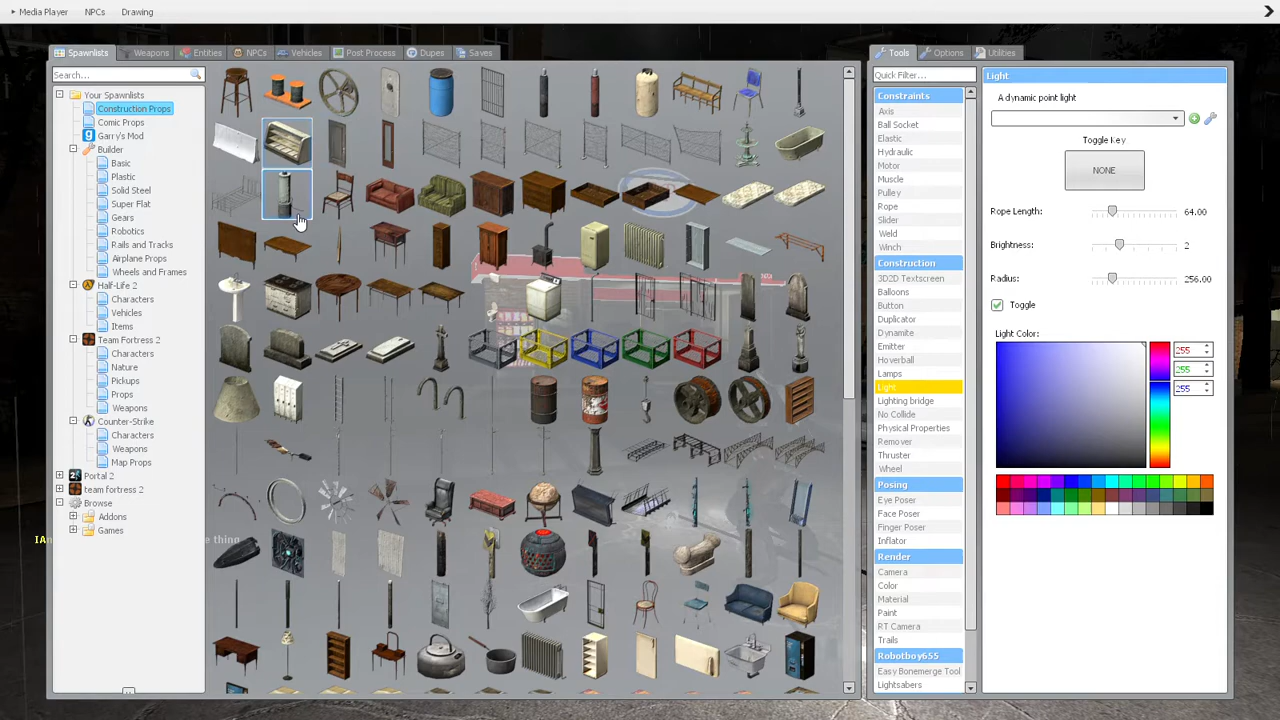 Media Player NPCs Drawing
Spawnlists Weapons Entities NPCs Vehicles Post Process Dupes Saves
Search...
Your Spawnlists
Construction Props
Comic Props
Garry's Mod
Builder
Basic
Plastic
Solid Steel
Super Flat
Gears
Robotics
Rails and Tracks
Airplane Props
Wheels and Frames
Half-Life 2
Characters
Vehicles
Items
Team Fortress 2
Characters
Nature
Pickups
Props
Weapons
Counter-Strike
Characters
Weapons
Map Props
Portal 2
team fortress 2
Browse
Addons
Games
thing
Tools Options Utilities
Quick Filter...
Constraints
Axis
Ball Socket
Elastic
Hydraulic
Motor
Muscle
Pulley
Rope
Slider
Weld
Winch
Construction
3D2D Textscreen
Balloons
Button
Duplicator
Dynamite
Emitter
Hoverball
Lamps
Light
Lighting bridge
No Collide
Physical Properties
Remover
Thruster
Wheel
Posing
Eye Poser
Face Poser
Finger Poser
Inflator
Render
Camera
Color
Material
Paint
RT Camera
Trails
Robotboy655
Easy Bonemerge Tool
Lightsabers
Light
A dynamic point light
Toggle Key
NONE
Rope Length: 64.00
Brightness: 2
Radius: 256.00
Toggle
Light Color:
255
255
255